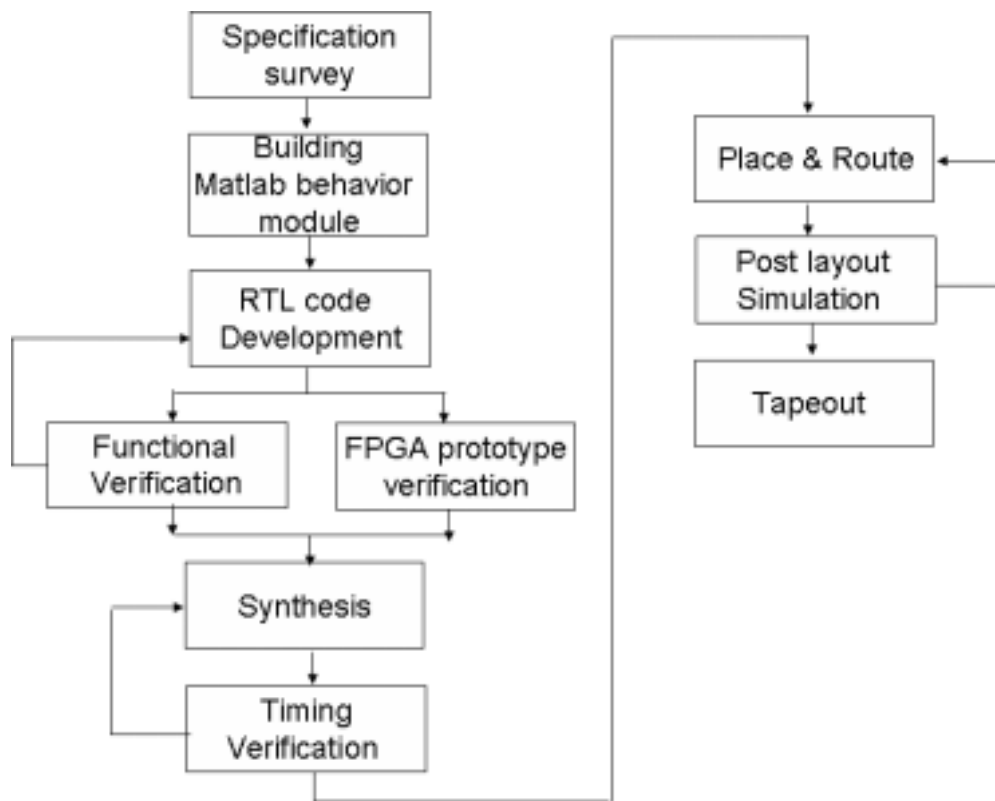 Specification
survey
Building
Matlab behavior
module
RTL code
Development
Functional
Verification
FPGA prototype
verification
Synthesis
Timing
Verification
Place & Route
Post layout
Simulation
Tapeout